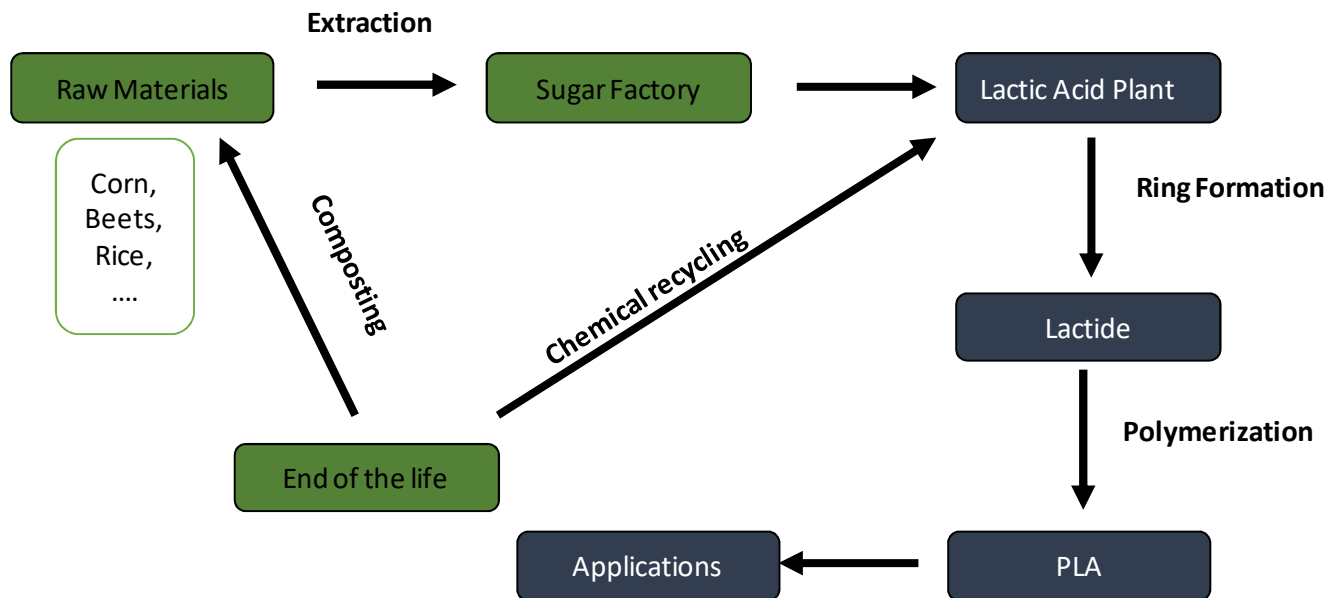 Extraction
Raw Materials
Sugar Factory
Lactic Acid Plant
Corn,
Beets,
Rice,
....
Composting
Chemical recycling
Ring Formation
Lactide
Polymerization
End of the life
Applications
PLA